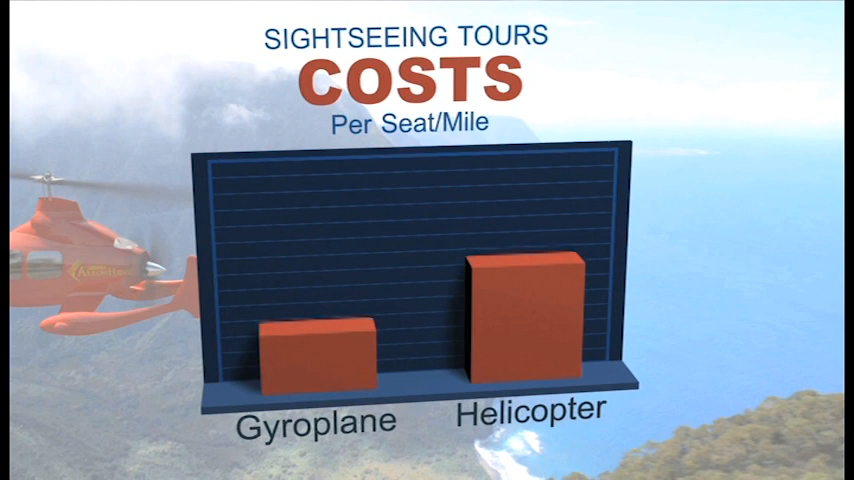 SIGHTSEEING TOURS
COSTS
Per Seat/Mile
Gyroplane
Helicopter